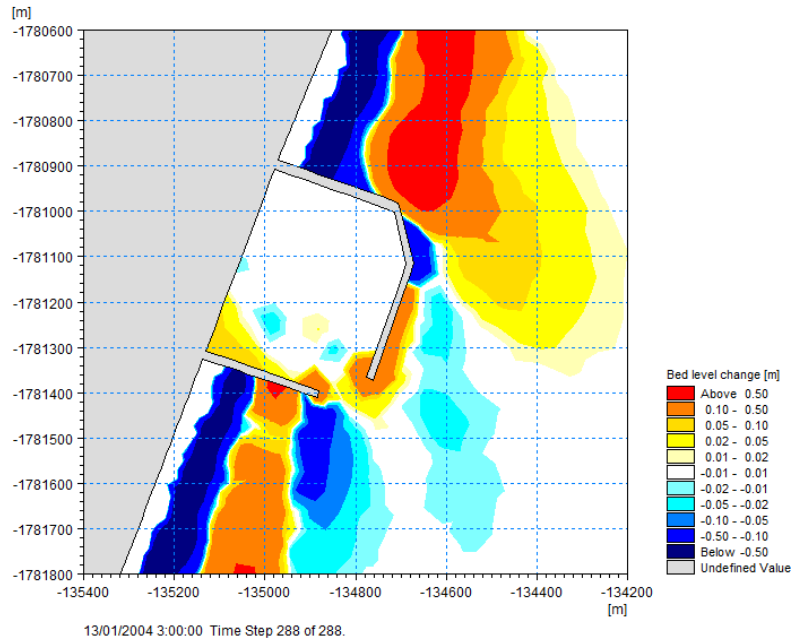 [m]
-1780600
-1780700
-1780800
-1780900
-1781000
-1781100
-1781200
-1781300
-1781400
-1781500
-1781600
-1781700
-1781800
-135400 -135200 -135000 -134800 -134600 -134400 -134200
[m]
Bed level change [m]
Above 0.50
0.10 - 0.50
0.05 - 0.10
0.02 - 0.05
0.01 - 0.02
-0.01 - 0.01
-0.02 - -0.01
-0.05 - -0.02
-0.10 - -0.05
-0.50 - -0.10
Below -0.50
Undefined Value
13/01/2004 3:00:00 Time Step 288 of 288.